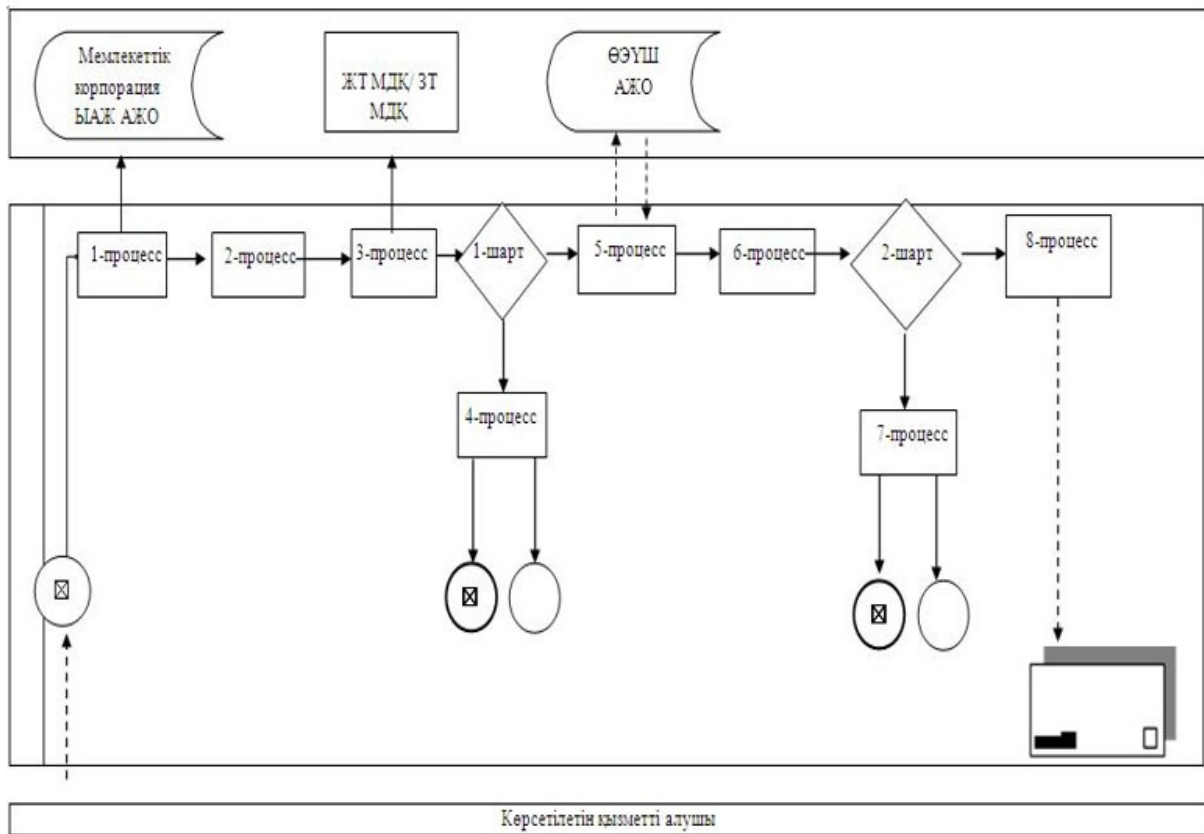 Мемлекеттік
корпорация
ЫАЖ АЖО
ЖТ МДҚ/ ЗТ
МДҚ
ӨЭҮШ
АЖО
1-процесс
2-процесс
3-процесс
1-шарт
5-процесс
6-процесс
2-шарт
8-процесс
4-процесс
7-процесс
Көрсетілетін қызметті алушы